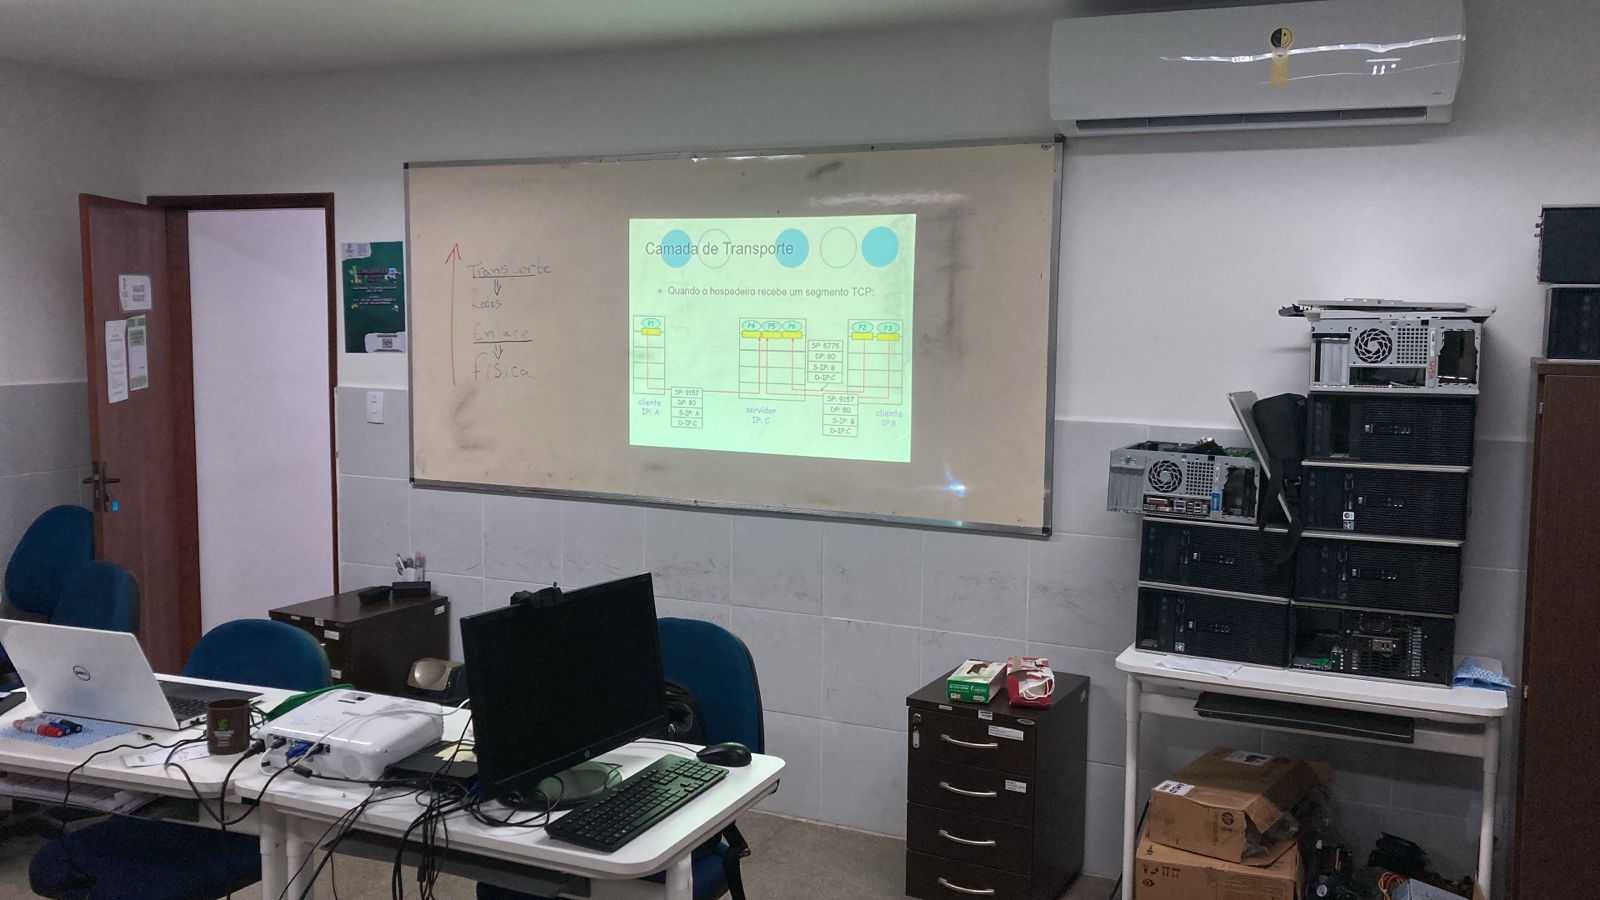 Camada de Transporte
Quando o hospedeiro recebe um segmento TCP:
P1
P4 P5 P6
P2 P3
SP: 5775
DP: 80
S-IP: B
D-IP:C
SP: 9157
DP: 80
S-IP: A
D-IP:C
SP: 9157
DP: 80
S-IP: B
D-IP:C
cliente
IP: A
servidor
IP: C
cliente
IP:B
Transporte
Redes
Enlace
física
DELL